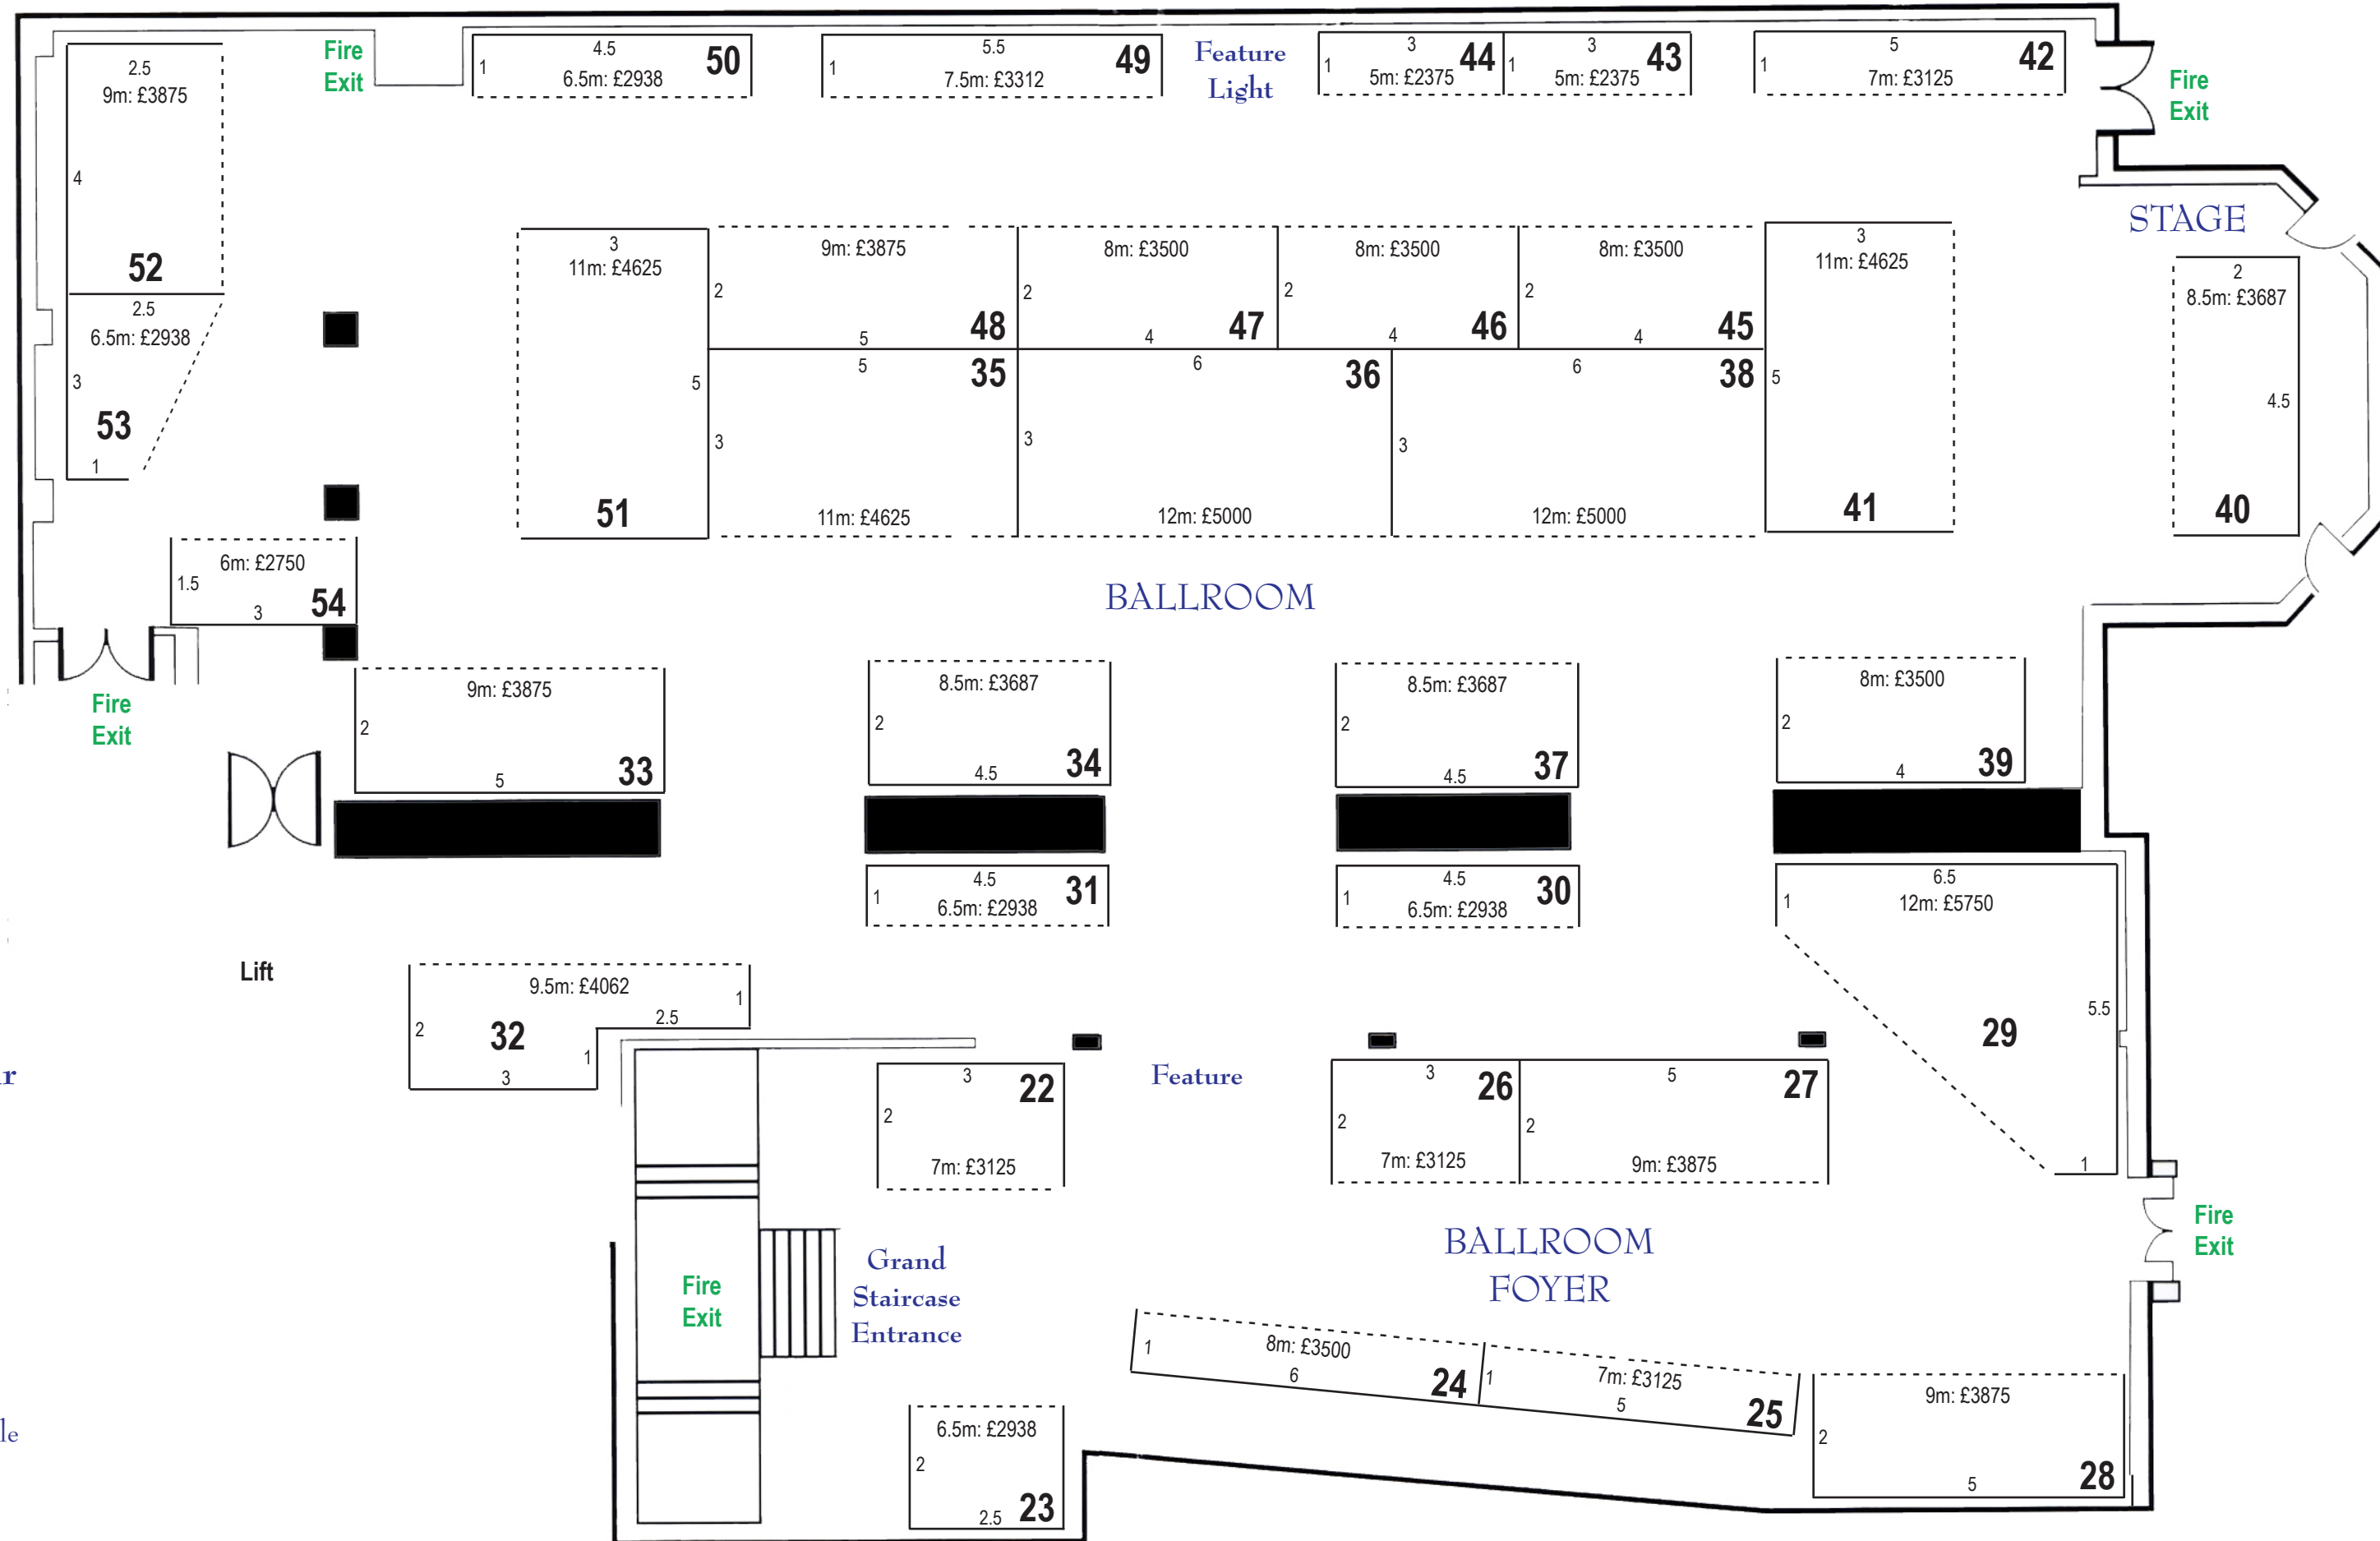 Fire
Exit
4.5
50
1
6.5m: £2938
5.5
49
1
7.5m: £3312
Feature
Light
3
44
1
5m: £2375
3
43
1
5m: £2375
5
42
1
7m: £3125
Fire
Exit
2.5
9m: £3875
4
52
2.5
6.5m: £2938
3
53
1
STAGE
3
11m: £4625
5
51
9m: £3875
2
48
5
8m: £3500
2
47
4
8m: £3500
2
46
4
8m: £3500
2
45
4
3
11m: £4625
5
41
2
8.5m: £3687
4.5
40
5
35
3
11m: £4625
6
36
3
12m: £5000
6
38
3
12m: £5000
6m: £2750
1.5
54
3
BALLROOM
Fire
Exit
9m: £3875
2
33
5
8.5m: £3687
2
34
4.5
8.5m: £3687
2
37
4.5
8m: £3500
2
39
4
4.5
31
1
6.5m: £2938
4.5
30
1
6.5m: £2938
6.5
12m: £5750
1
5.5
29
1
Lift
9.5m: £4062
1
2.5
2
32
1
3
r
3
22
2
7m: £3125
Feature
3
26
2
7m: £3125
5
27
2
9m: £3875
Fire
Exit
BALLROOM
FOYER
Fire
Exit
Grand
Staircase
Entrance
1
8m: £3500
6
24
1
7m: £3125
5
25
9m: £3875
2
28
5
le
6.5m: £2938
2
23
2.5